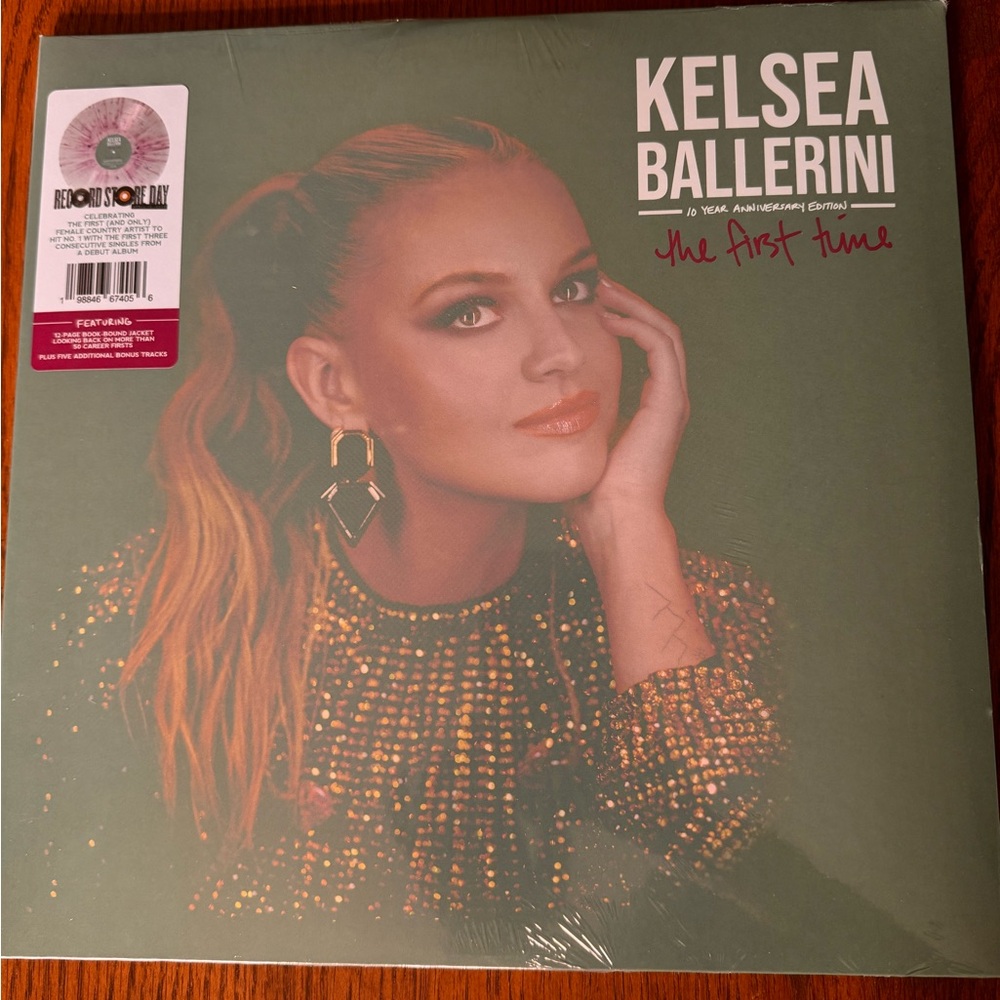 KELSEA
BALLERINI
10 YEAR ANNIVERSARY EDITION
the first time
RECORD STORE DAY
CELEBRATING
THE FIRST (AND ONLY)
FEMALE COUNTRY ARTIST TO
HIT NO. 1 WITH THE FIRST THREE
CONSECUTIVE SINGLES FROM
A DEBUT ALBUM
1 98846 67405 6
FEATURING
12-PAGE BOOK-BOUND JACKET
LOOKING BACK ON MORE THAN
50 CAREER FIRSTS
PLUS FIVE ADDITIONAL BONUS TRACKS